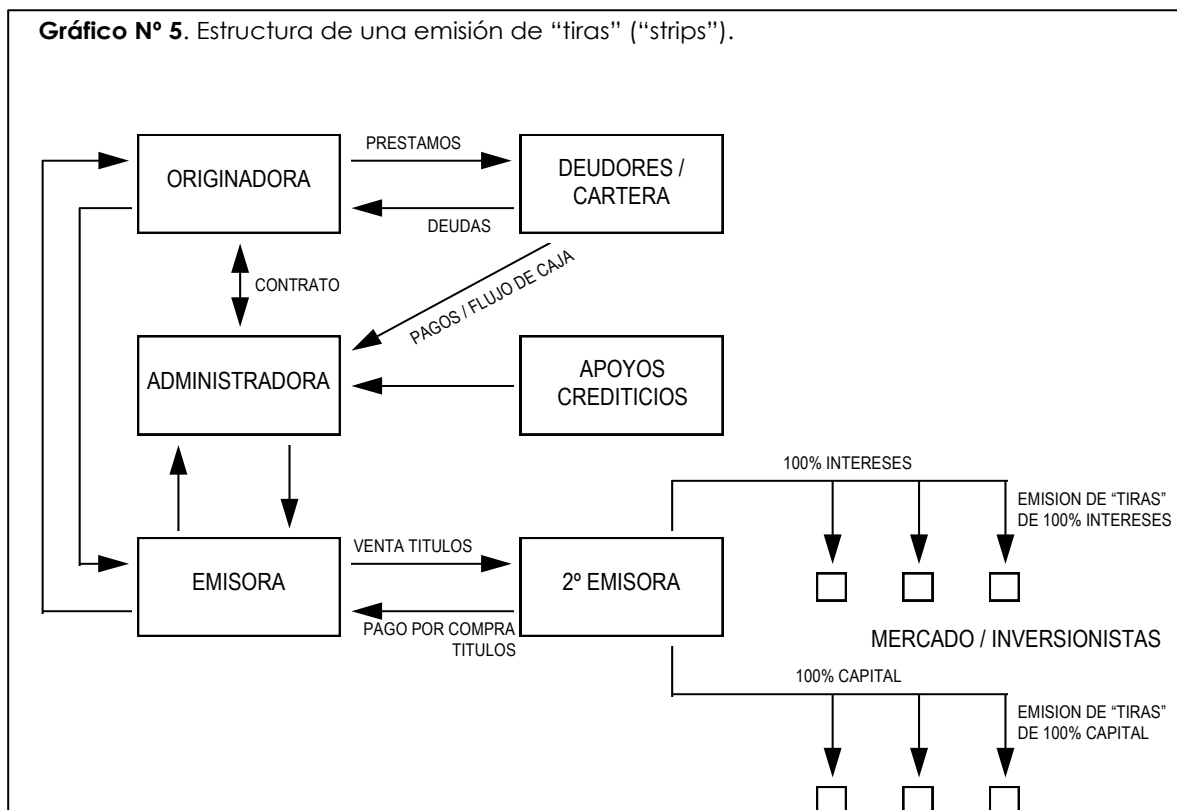 Gráfico Nº 5. Estructura de una emisión de “tiras” (“strips”).
PRESTAMOS
ORIGINADORA
DEUDORES /
CARTERA
DEUDAS
CONTRATO
PAGOS / FLUJO DE CAJA
ADMINISTRADORA
APOYOS
CREDITICIOS
100% INTERESES
EMISION DE “TIRAS”
DE 100% INTERESES
VENTA TITULOS
EMISORA
2º EMISORA
PAGO POR COMPRA
TITULOS
MERCADO / INVERSIONISTAS
100% CAPITAL
EMISION DE “TIRAS”
DE 100% CAPITAL